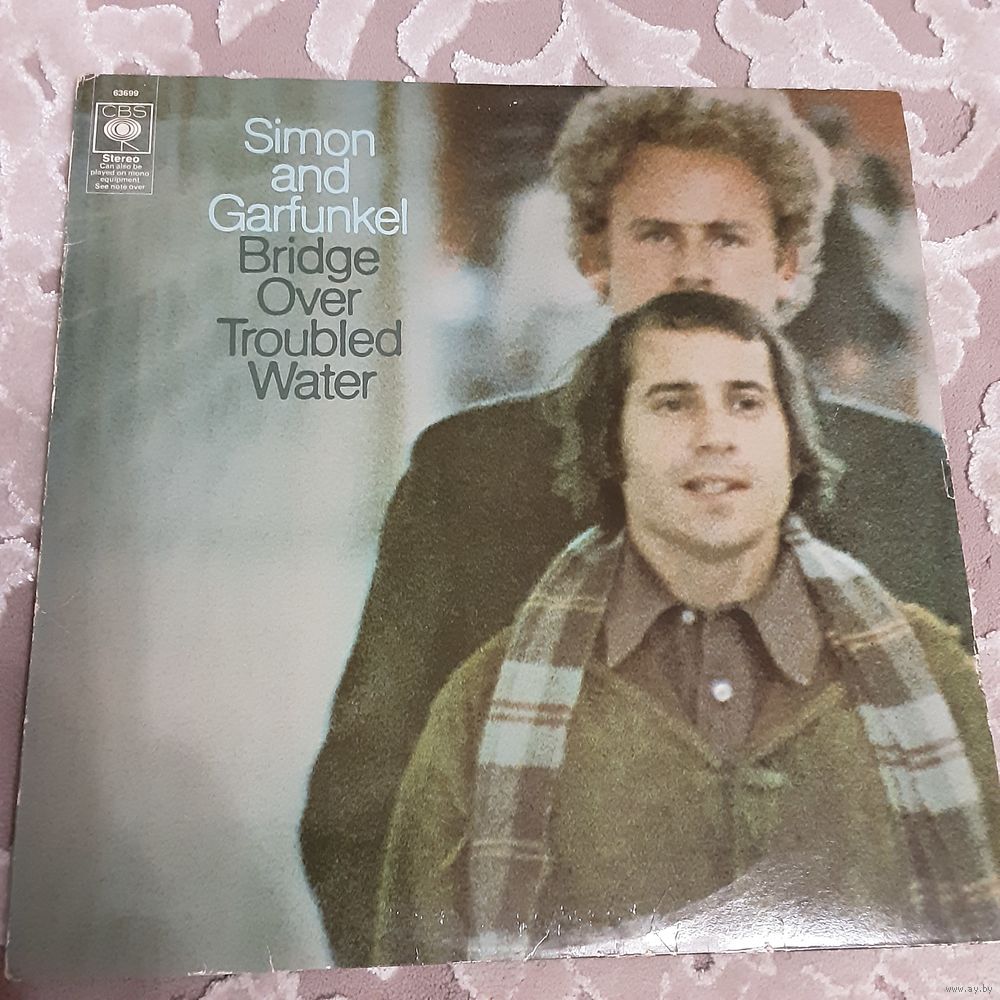 63699
CBS
Stereo
Can also be
played on mono
equipment
See note over
Simon
and
Garfunkel
Bridge
Over
Troubled
Water
www.ay.by